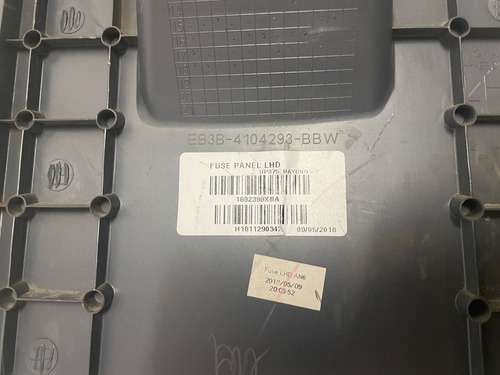 EB3B-4104293-BBW
FUSE PANEL LHD
1692399XBA
H1811290342 09/05/2018
Fuse LHD AN6
2018/05/09
20:03:52